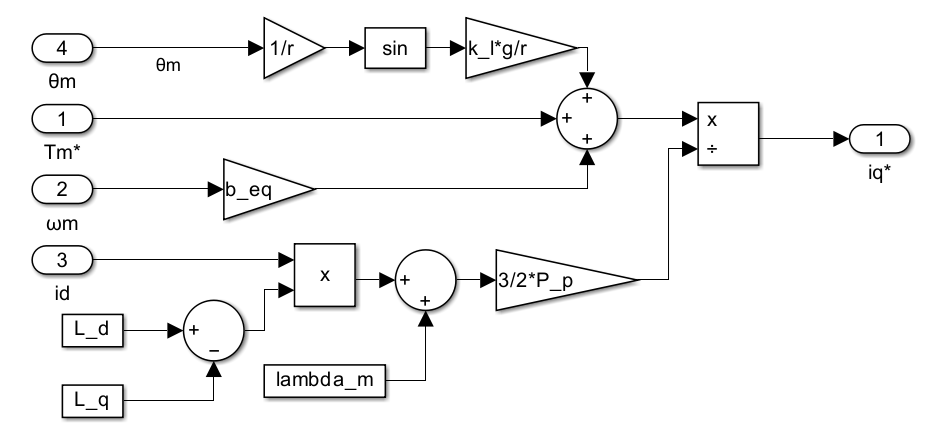 4
θm
θm
1/r
sin
k_l*g/r
+
+
+
1
Tm*
x
÷
1
iq*
2
ωm
b_eq
3
id
x
+
+
3/2*P_p
L_d
+
−
lambda_m
L_q